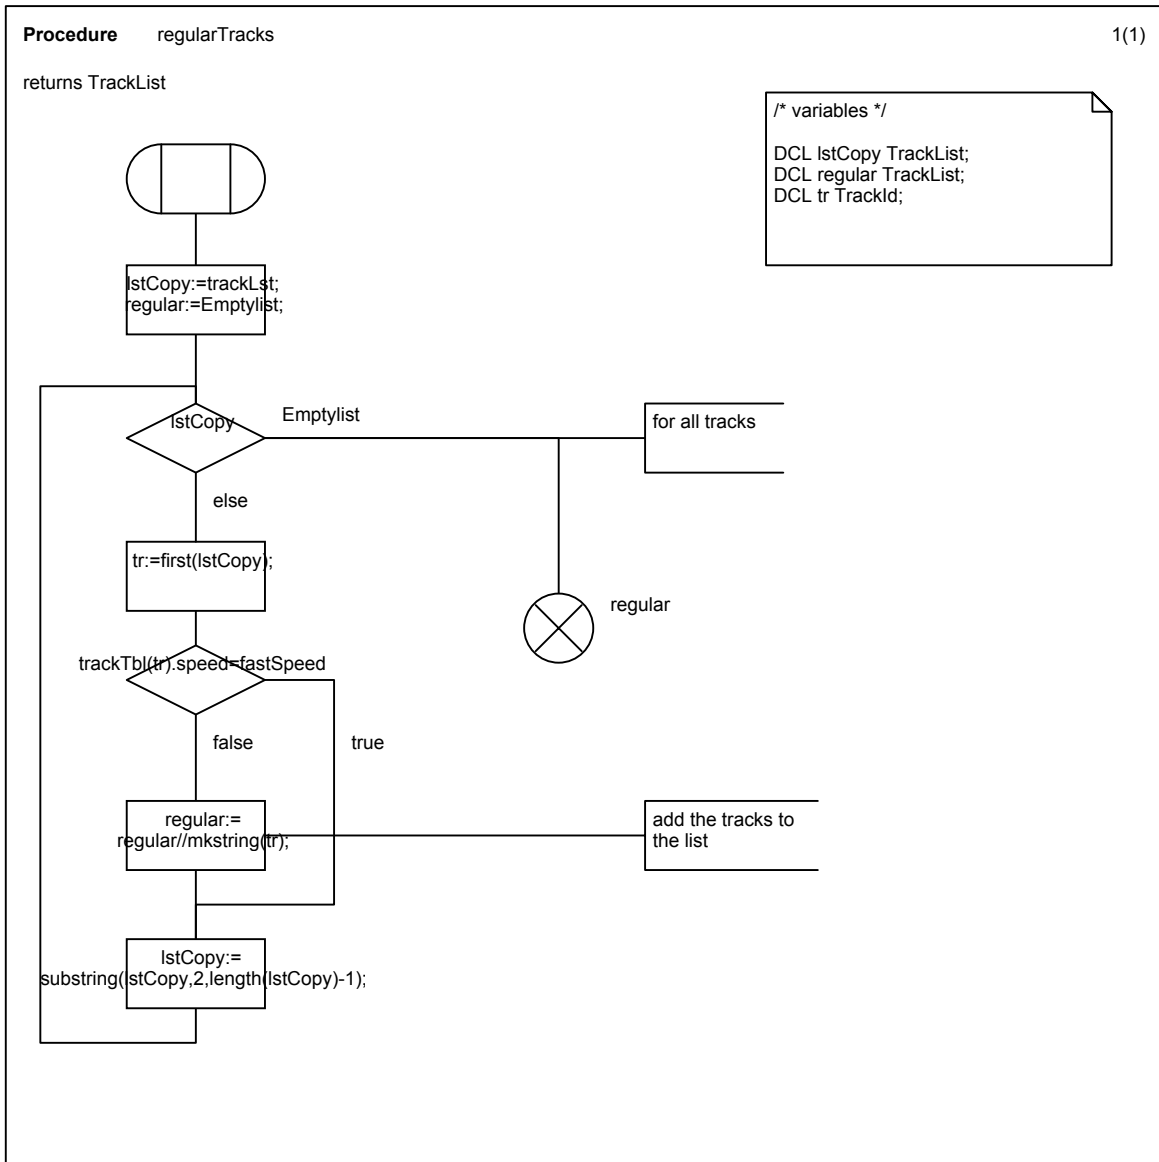 Procedure regularTracks 1(1)
returns TrackList
/* variables */
DCL lstCopy TrackList;
DCL regular TrackList;
DCL tr TrackId;
lstCopy:=trackLst;
regular:=Emptylist;
lstCopy
Emptylist
for all tracks
else
tr:=first(lstCopy);
regular
trackTbl(tr).speed=fastSpeed
false
true
regular:=
regular//mkstring(tr);
add the tracks to
the list
lstCopy:=
substring(lstCopy,2,length(lstCopy)-1);